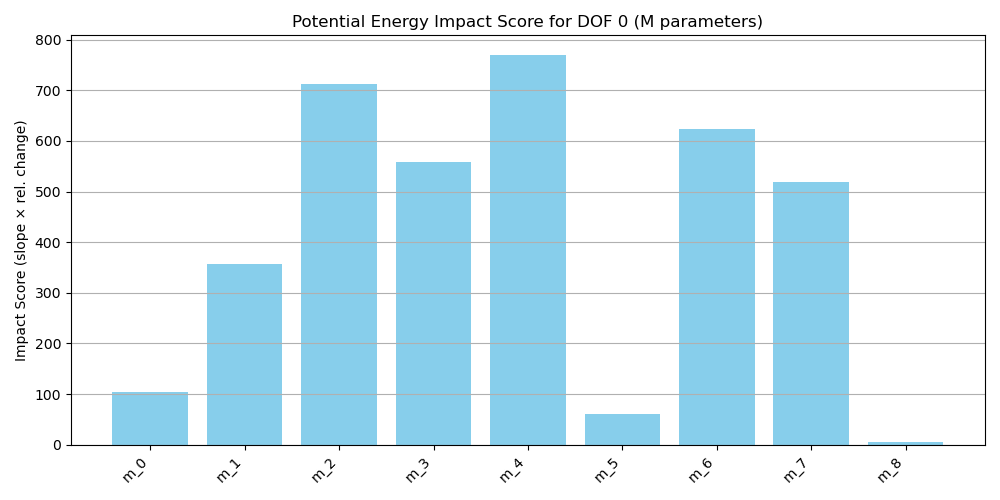 Potential Energy Impact Score for DOF 0 (M parameters)
Impact Score (slope × rel. change)
800
700
600
500
400
300
200
100
0
m_0
m_1
m_2
m_3
m_4
m_5
m_6
m_7
m_8